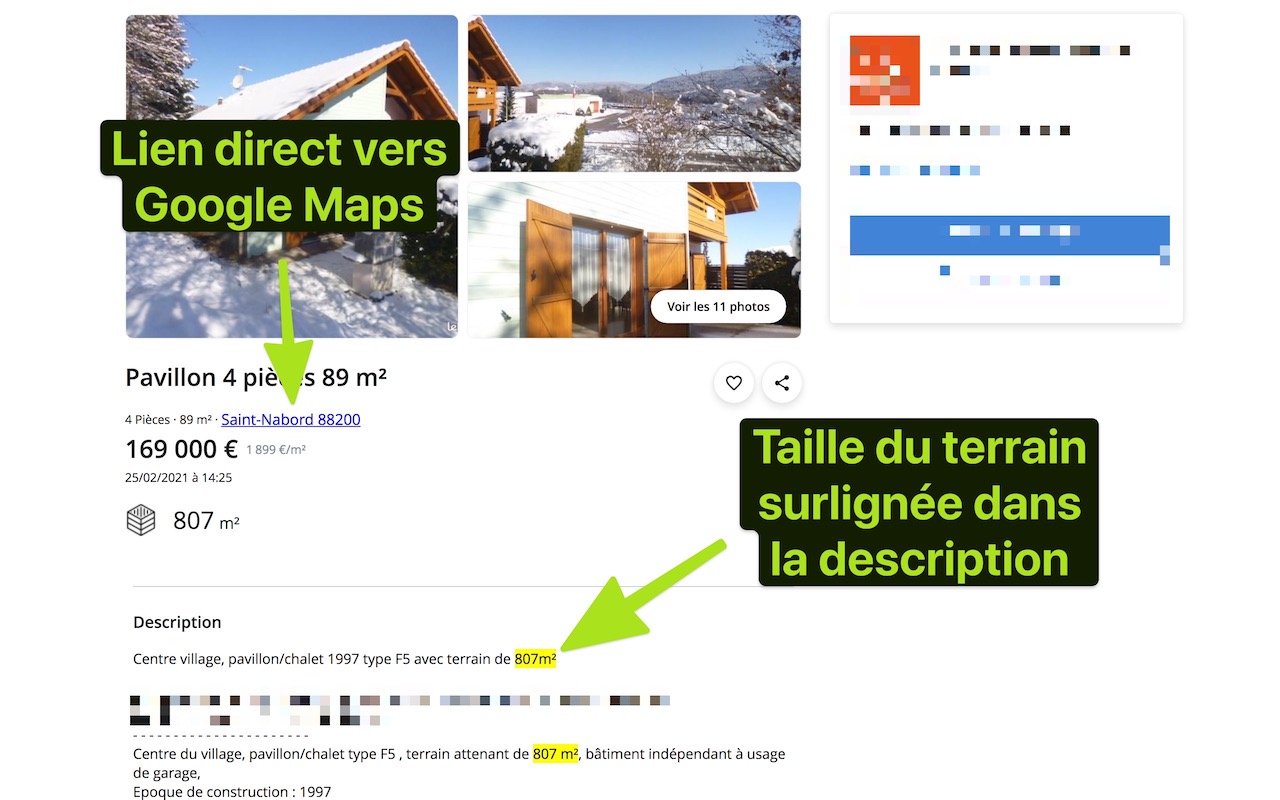 Lien direct vers
Google Maps
le
Voir les 11 photos
Pavillon 4 pièces 89 m²
4 Pièces · 89 m² · Saint-Nabord 88200
169 000 € 1 899 €/m²
25/02/2021 à 14:25
807 m²
Taille du terrain
surlignée dans
la description
Description
Centre village, pavillon/chalet 1997 type F5 avec terrain de 807m²
- - - - - - - - - - - - - - - - - - - - - -
Centre du village, pavillon/chalet type F5 , terrain attenant de 807 m², bâtiment indépendant à usage
de garage,
Epoque de construction : 1997